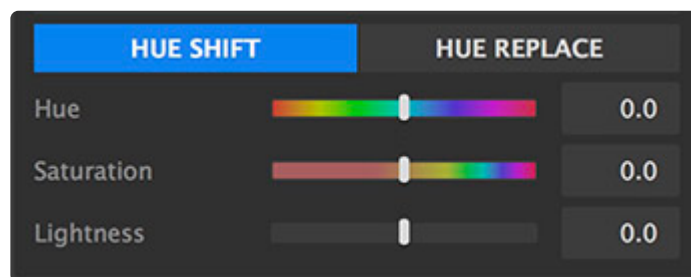 HUE SHIFT HUE REPLACE
Hue 0.0
Saturation 0.0
Lightness 0.0